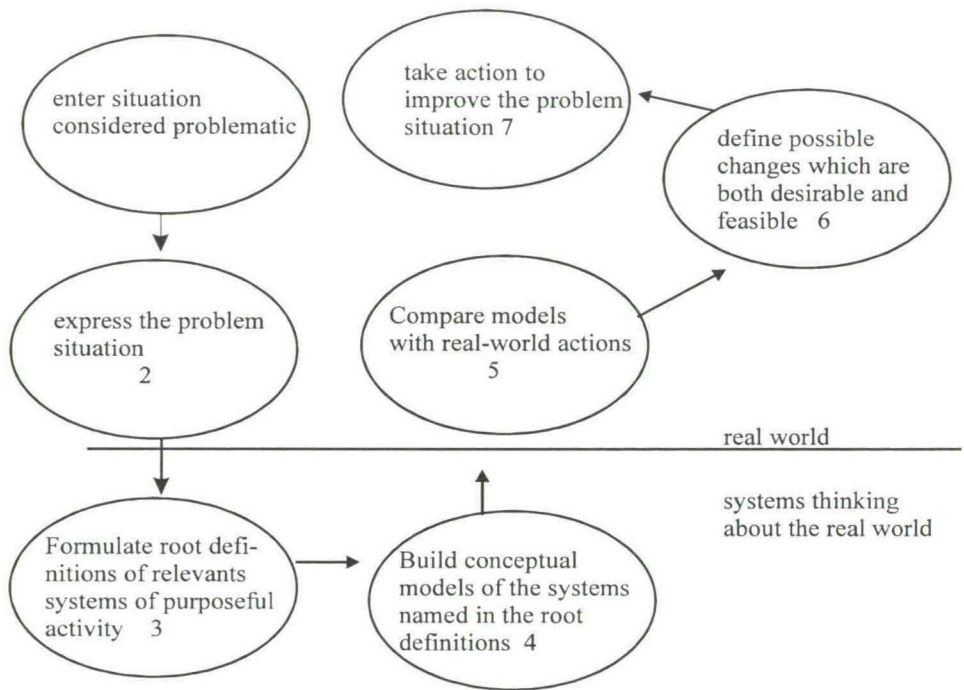 enter situation
considered problematic
express the problem
situation
2
Formulate root defi-
nitions of relevants
systems of purposeful
activity 3
Build conceptual
models of the systems
named in the root
definitions 4
Compare models
with real-world actions
5
define possible
changes which are
both desirable and
feasible 6
take action to
improve the problem
situation 7
real world
systems thinking
about the real world